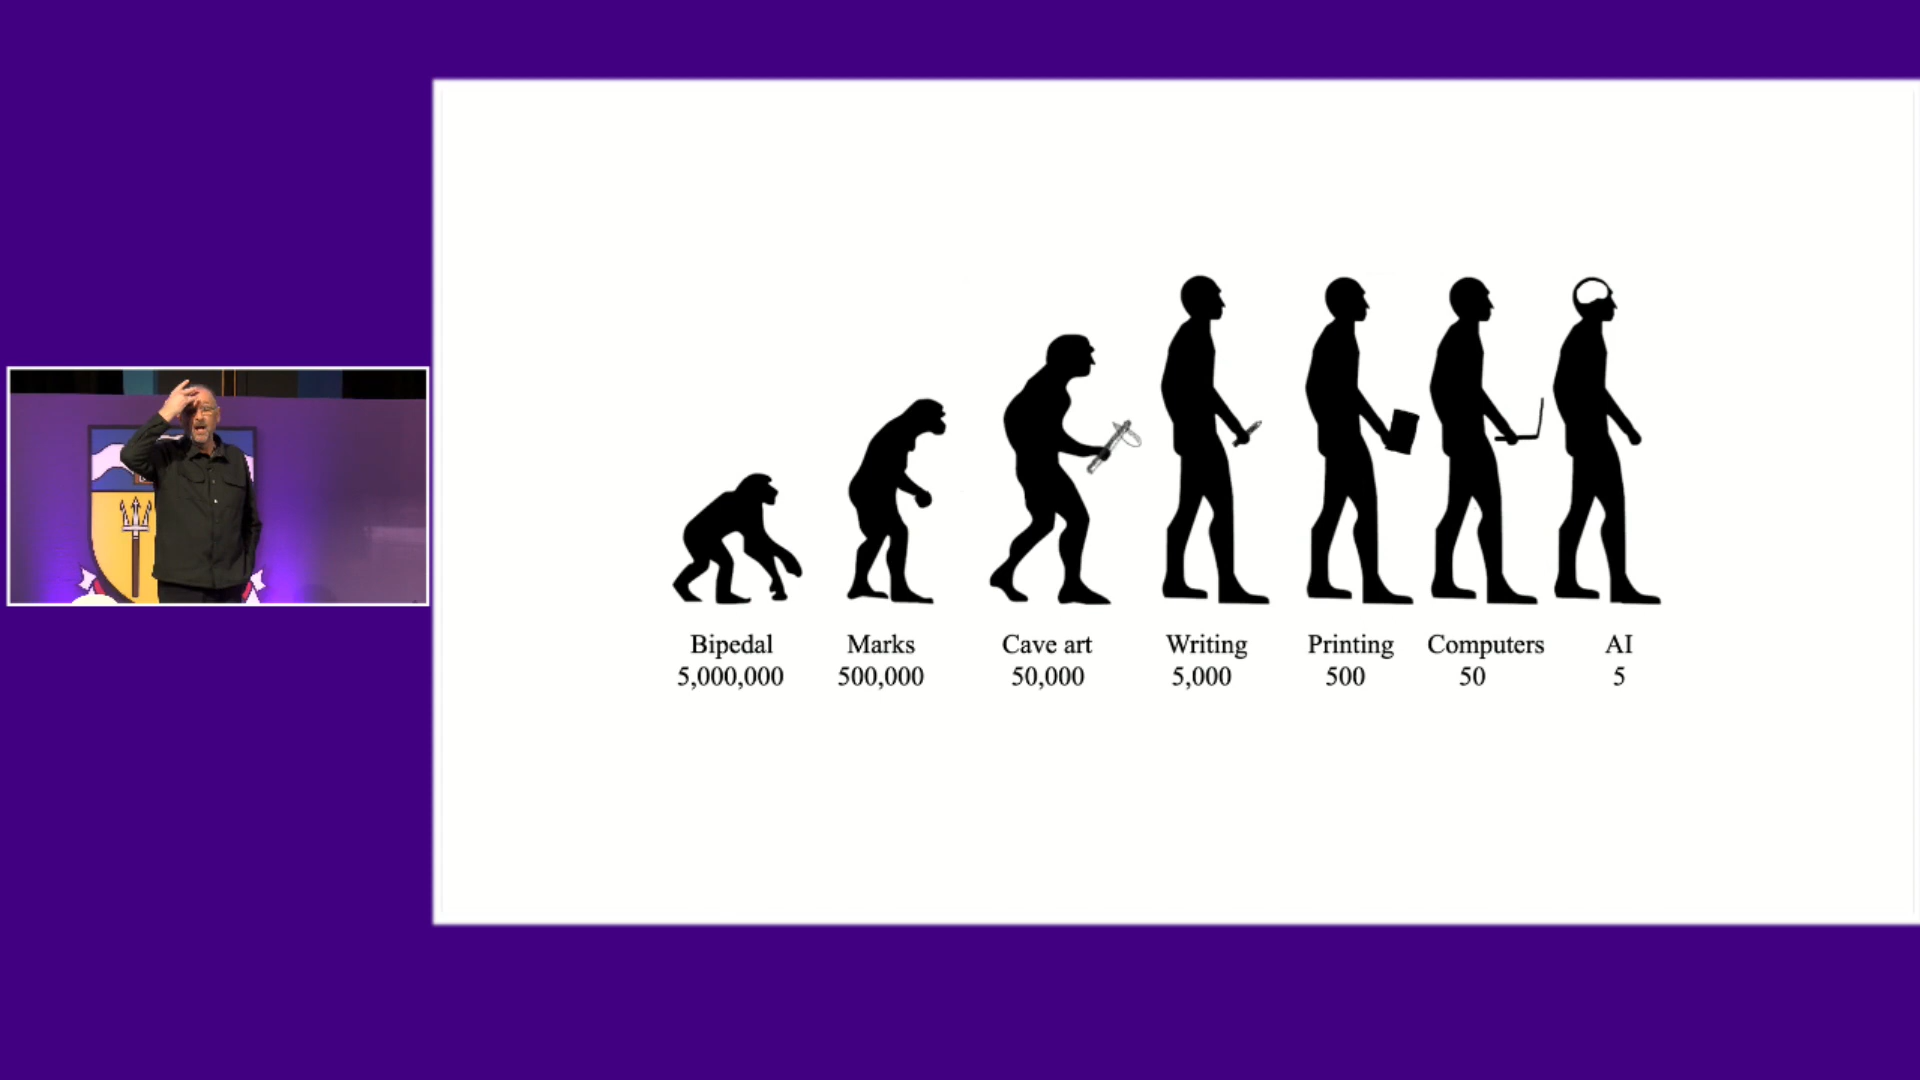 Bipedal Marks Cave art Writing Printing Computers AI
5,000,000 500,000 50,000 5,000 500 50 5